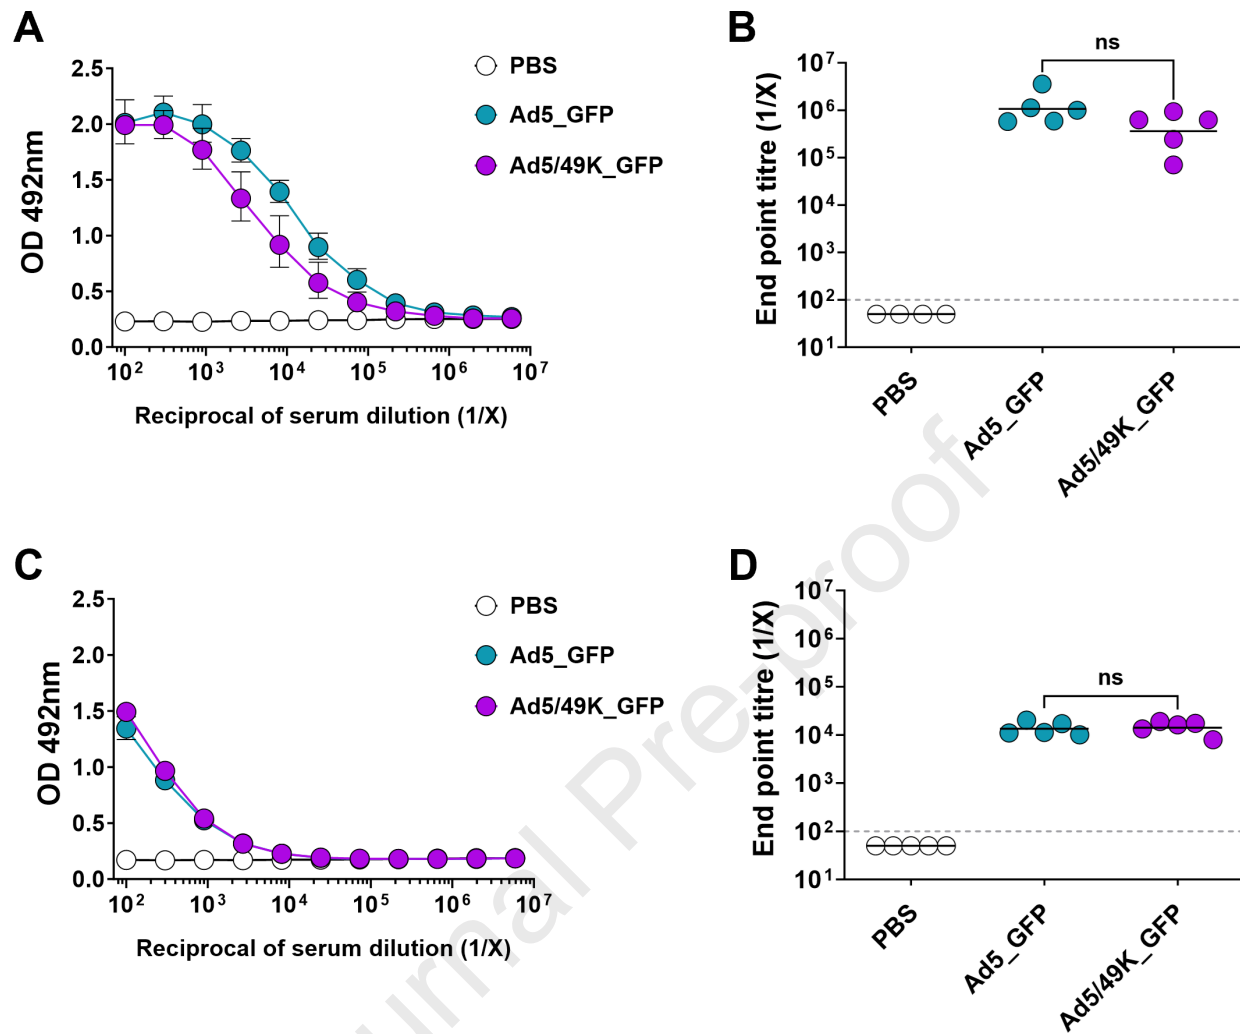 A
2.5
2.0
1.5
1.0
0.5
0.0
OD 492nm
10² 10³ 10⁴ 10⁵ 10⁶ 10⁷
Reciprocal of serum dilution (1/X)
PBS
Ad5_GFP
Ad5/49K_GFP
B
ns
10⁷
10⁶
10⁵
10⁴
10³
10²
10¹
End point titre (1/X)
PBS
Ad5_GFP
Ad5/49K_GFP
C
2.5
2.0
1.5
1.0
0.5
0.0
OD 492nm
10² 10³ 10⁴ 10⁵ 10⁶ 10⁷
Reciprocal of serum dilution (1/X)
PBS
Ad5_GFP
Ad5/49K_GFP
D
ns
10⁷
10⁶
10⁵
10⁴
10³
10²
10¹
End point titre (1/X)
PBS
Ad5_GFP
Ad5/49K_GFP
urnal Pre-proof